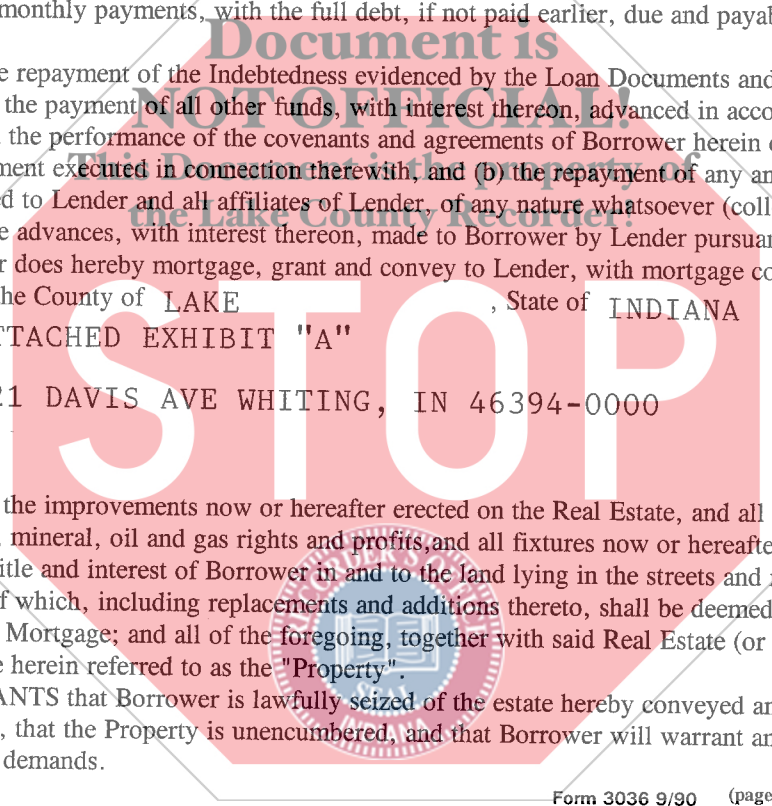 monthly payments, with the full debt, if not paid earlier, due and payab
Document is
e repayment of the Indebtedness evidenced by the Loan Documents and
NOT OFFICIAL!
the payment of all other funds, with interest thereon, advanced in acco
the performance of the covenants and agreements of Borrower herein
This Document is the property of
ment executed in connection therewith, and (b) the repayment of any am
d to Lender and all affiliates of Lender, of any nature whatsoever (coll
the Lake County Recorder!
e advances, with interest thereon, made to Borrower by Lender pursuan
r does hereby mortgage, grant and convey to Lender, with mortgage co
he County of LAKE , State of INDIANA
TTACHED EXHIBIT "A"
21 DAVIS AVE WHITING, IN 46394-0000
STOP
the improvements now or hereafter erected on the Real Estate, and all
, mineral, oil and gas rights and profits,and all fixtures now or hereafte
itle and interest of Borrower in and to the land lying in the streets and
f which, including replacements and additions thereto, shall be deemed
Mortgage; and all of the foregoing, together with said Real Estate (or
e herein referred to as the "Property".
RECORDER'S OFFICE
SEAL
INDIANA
ANTS that Borrower is lawfully seized of the estate hereby conveyed an
, that the Property is unencumbered, and that Borrower will warrant an
demands.
Form 3036 9/90 (page